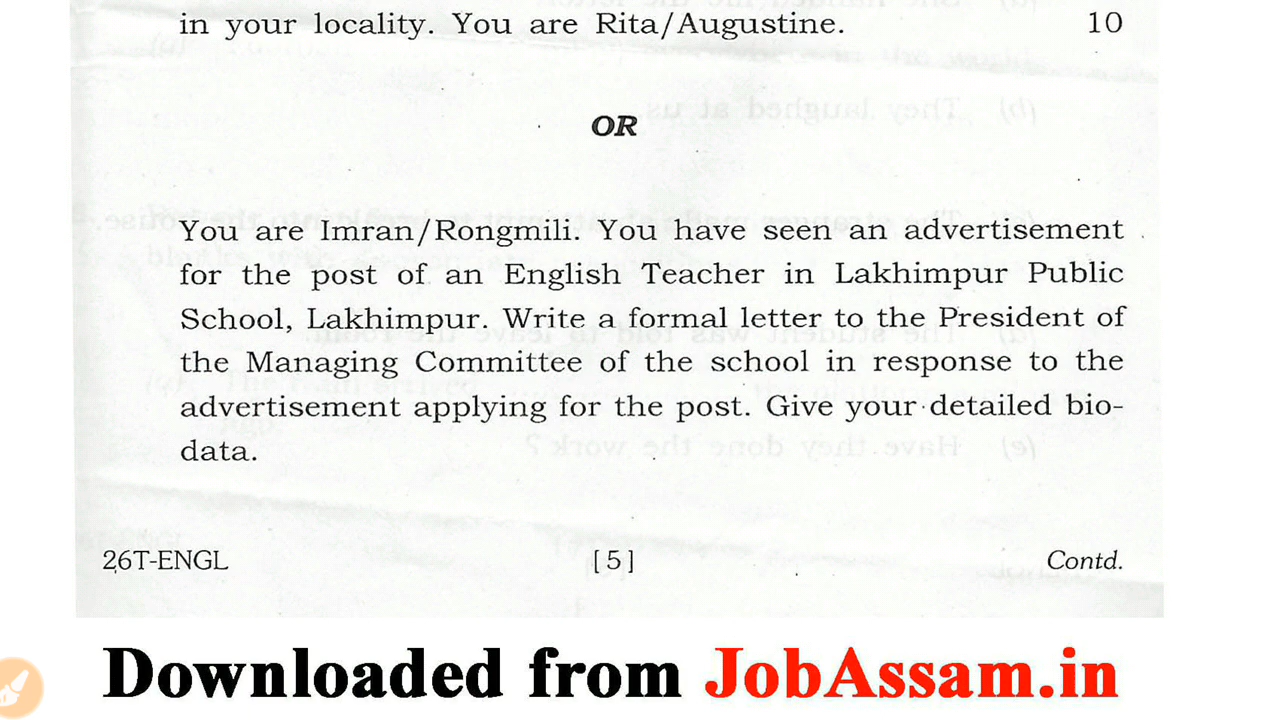 in your locality. You are Rita/Augustine. 10
OR
You are Imran/Rongmili. You have seen an advertisement
for the post of an English Teacher in Lakhimpur Public
School, Lakhimpur. Write a formal letter to the President of
the Managing Committee of the school in response to the
advertisement applying for the post. Give your detailed bio-
data.
26T-ENGL [5] Contd.
Downloaded from JobAssam.in